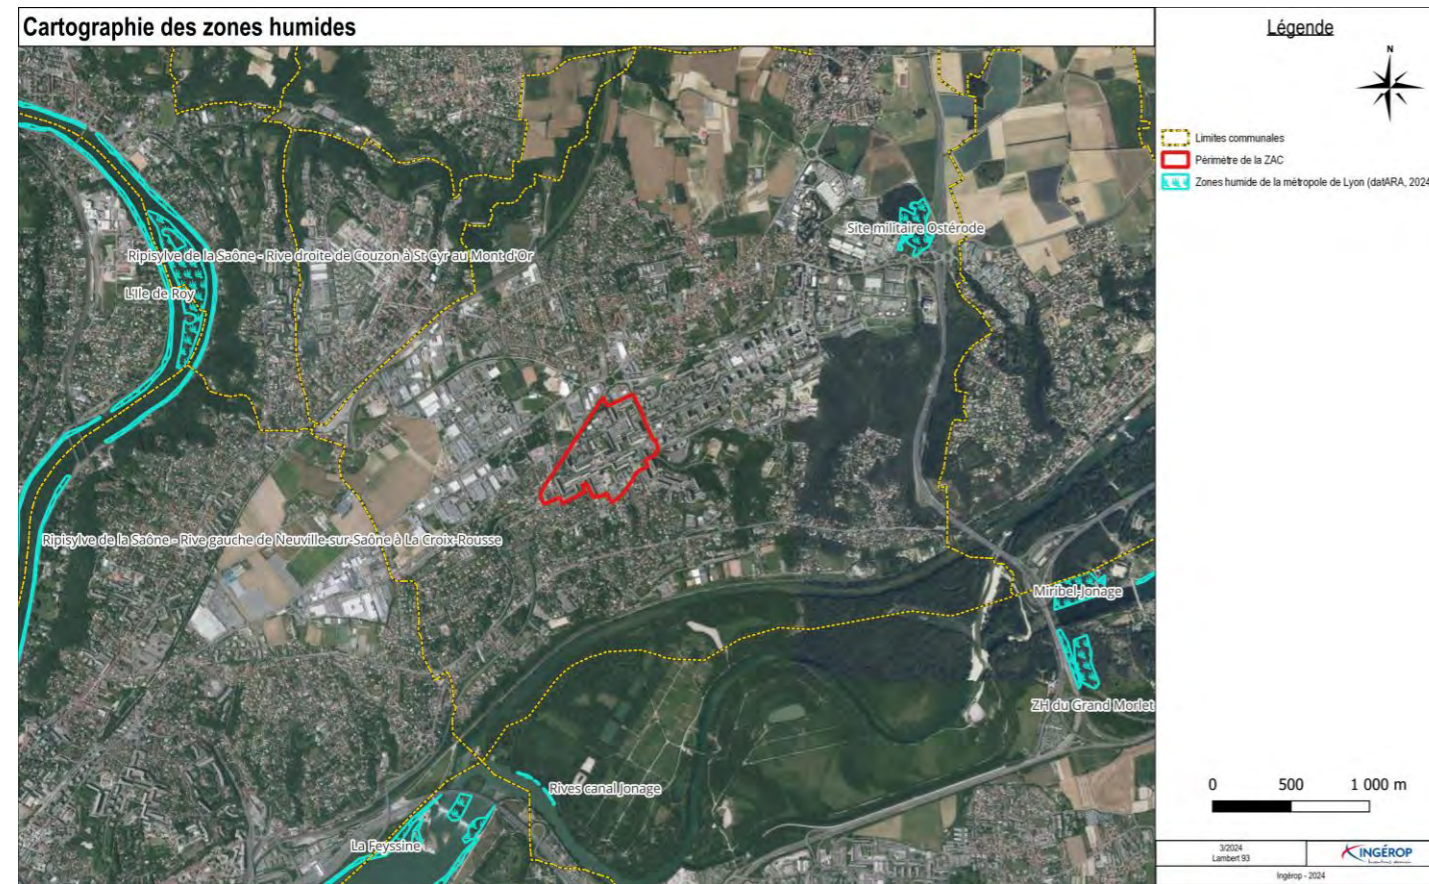 Cartographie des zones humides
Légende
N
Limites communales
Périmètre de la ZAC
Zones humide de la métropole de Lyon (datARA, 2024
Site militaire Ostérode
Ripisylve de la Saône - Rive droite de Couzon à St Cyr au Mont d'Or
L'Ile de Roy
Ripisylve de la Saône - Rive gauche de Neuville-sur-Saône à La Croix-Rousse
Miribel-Jonage
ZH du Grand Morlet
Rives canal Jonage
La Feyssine
0 500 1 000 m
3/2024
Lambert 93
INGÉROP
Ingérop - 2024